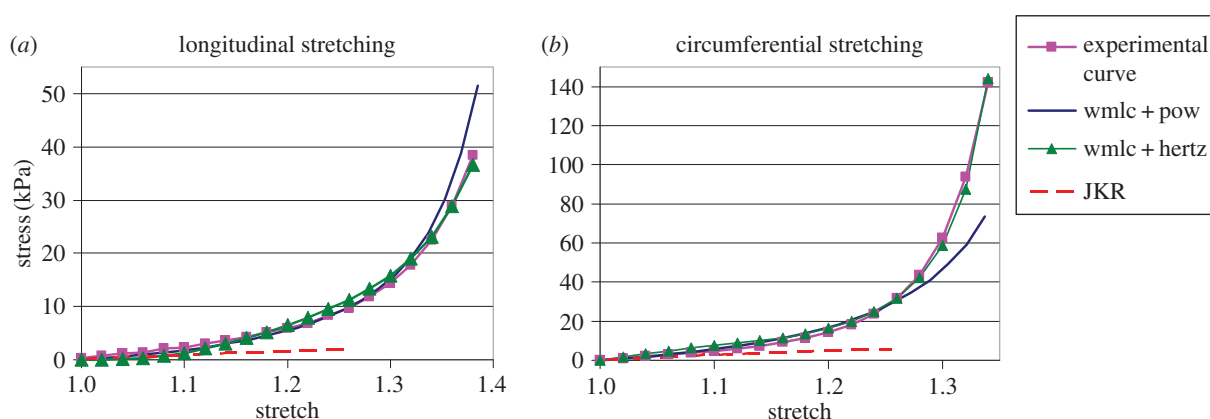 (a) longitudinal stretching
50
40
30
20
10
0
stress (kPa)
1.0 1.1 1.2 1.3 1.4
stretch
(b) circumferential stretching
140
120
100
80
60
40
20
0
1.0 1.1 1.2 1.3
stretch
experimental
curve
wmlc + pow
wmlc + hertz
JKR